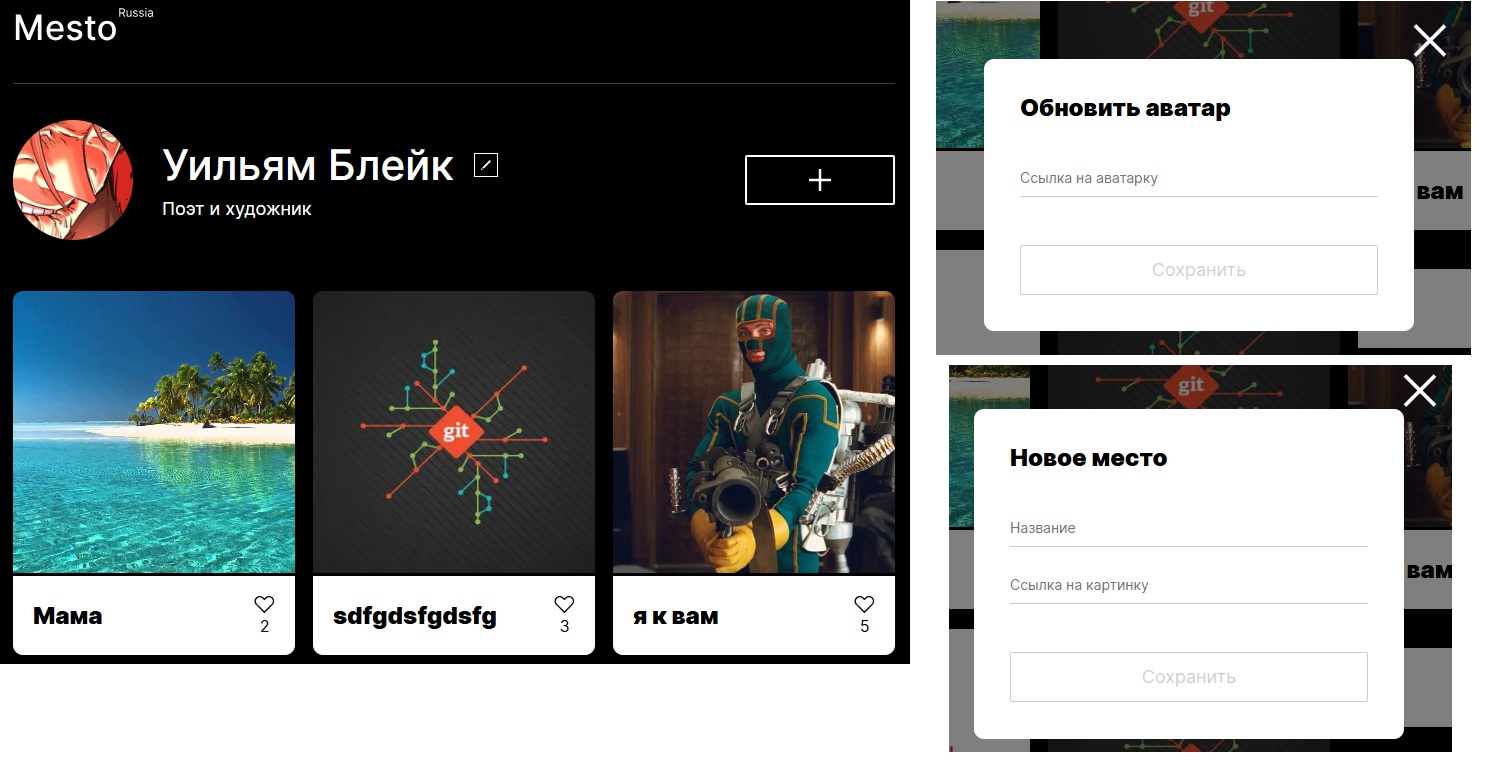 Mesto Russia
Уильям Блейк
Поэт и художник
git
Мама
2
sdfgdsfgdsfg
3
я к вам
5
git
Обновить аватар
Ссылка на аватарку
вам
Сохранить
git
Новое место
Название
Ссылка на картинку
вам
Сохранить